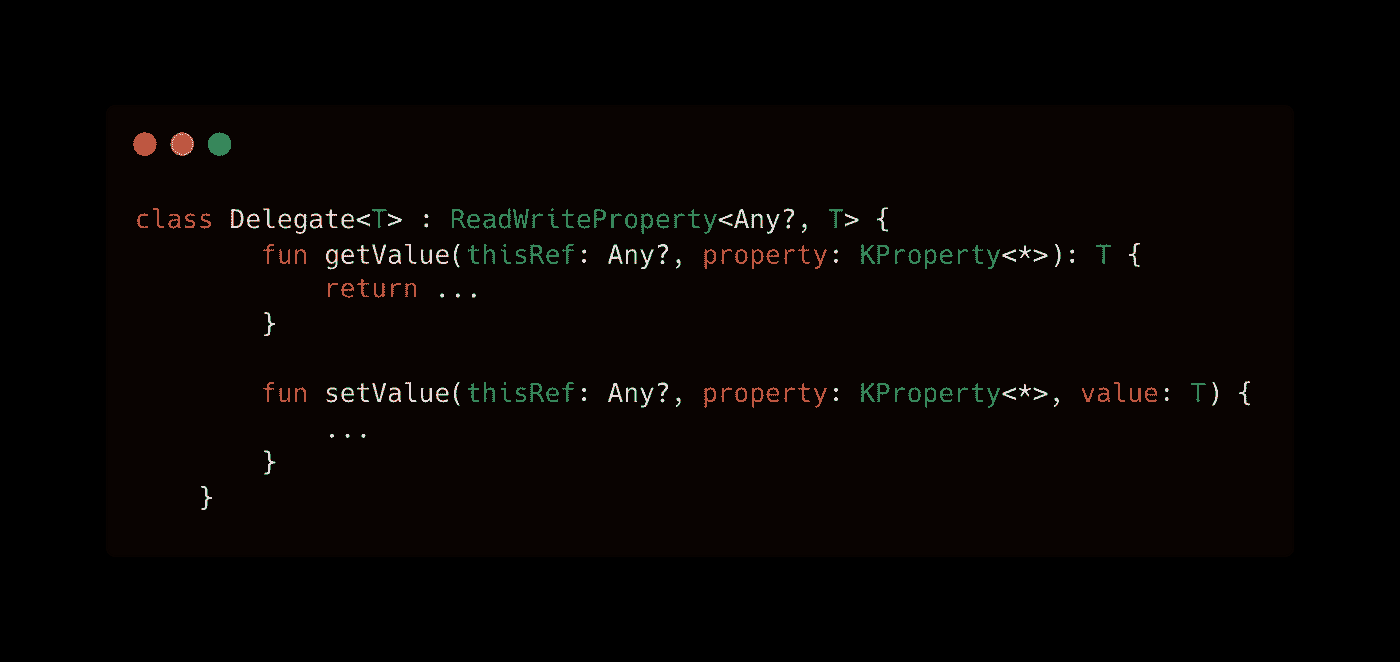 class Delegate<T> : ReadWriteProperty<Any?, T> {
fun getValue(thisRef: Any?, property: KProperty<*>): T {
return ...
}
fun setValue(thisRef: Any?, property: KProperty<*>, value: T) {
...
}
}